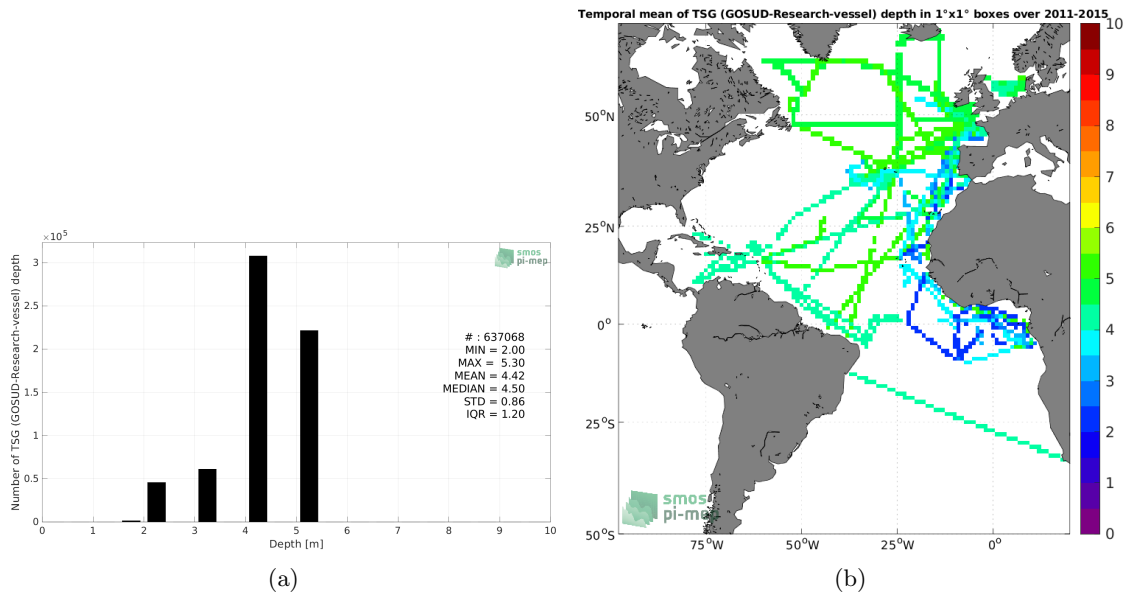 ×10⁵
3
2.5
2
1.5
1
0.5
0
Number of TSG (GOSUD-Research-vessel) depth
smos
pi-mep
# : 637068
MIN = 2.00
MAX = 5.30
MEAN = 4.42
MEDIAN = 4.50
STD = 0.86
IQR = 1.20
0 1 2 3 4 5 6 7 8 9 10
Depth [m]
(a)
Temporal mean of TSG (GOSUD-Research-vessel) depth in 1°x1° boxes over 2011-2015
50°N
25°N
0°
25°S
50°S
75°W 50°W 25°W 0°
smos
pi-mep
10
9
8
7
6
5
4
3
2
1
0
(b)